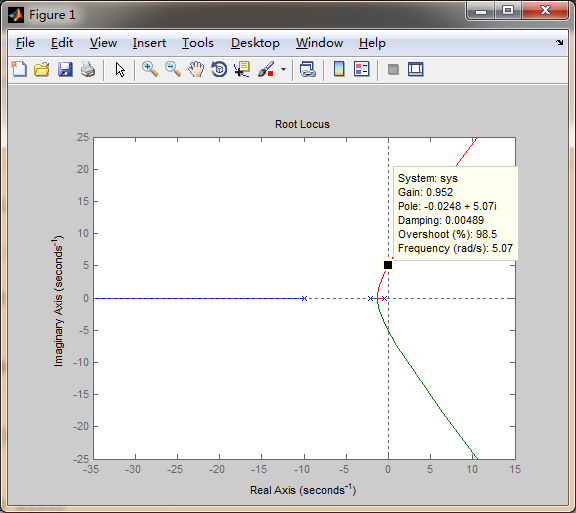 Figure 1
File Edit View Insert Tools Desktop Window Help
Root Locus
System: sys
Gain: 0.952
Pole: -0.0248 + 5.07i
Damping: 0.00489
Overshoot (%): 98.5
Frequency (rad/s): 5.07
Imaginary Axis (seconds⁻¹)
25
20
15
10
5
0
-5
-10
-15
-20
-25
-35 -30 -25 -20 -15 -10 -5 0 5 10 15
Real Axis (seconds⁻¹)